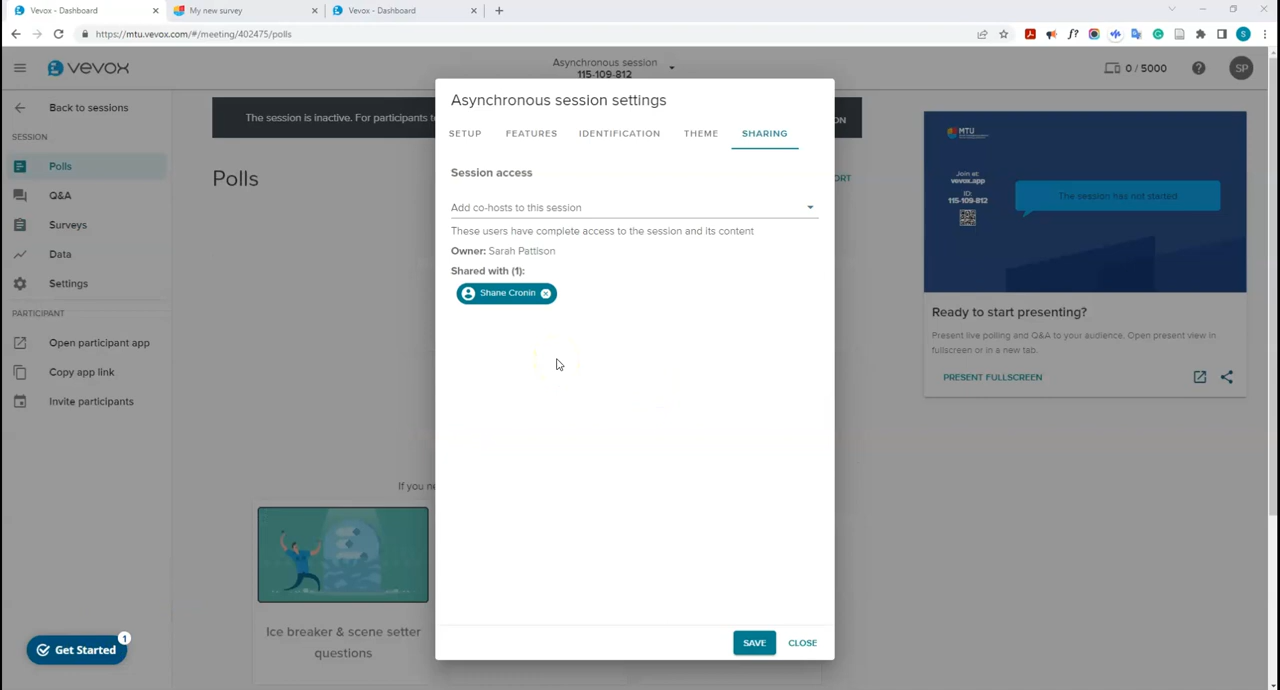 Vevox - Dashboard
My new survey
Vevox - Dashboard
https://mtu.vevox.com/#/meeting/402475/polls
f?
S
vevox
Asynchronous session
115-109-812
0 / 5000
SP
Back to sessions
SESSION
Polls
Q&A
Surveys
Data
Settings
PARTICIPANT
Open participant app
Copy app link
Invite participants
Get Started
1
The session is inactive. For participants t
ON
Polls
ORT
If you ne
Ice breaker & scene setter
questions
Asynchronous session settings
SETUP
FEATURES
IDENTIFICATION
THEME
SHARING
Session access
Add co-hosts to this session
These users have complete access to the session and its content
Owner: Sarah Pattison
Shared with (1):
Shane Cronin
SAVE
CLOSE
MTU
Join at:
vevox.app
ID:
115-109-812
The session has not started
Ready to start presenting?
Present live polling and Q&A to your audience, Open present view in
fullscreen or in a new tab.
PRESENT FULLSCREEN